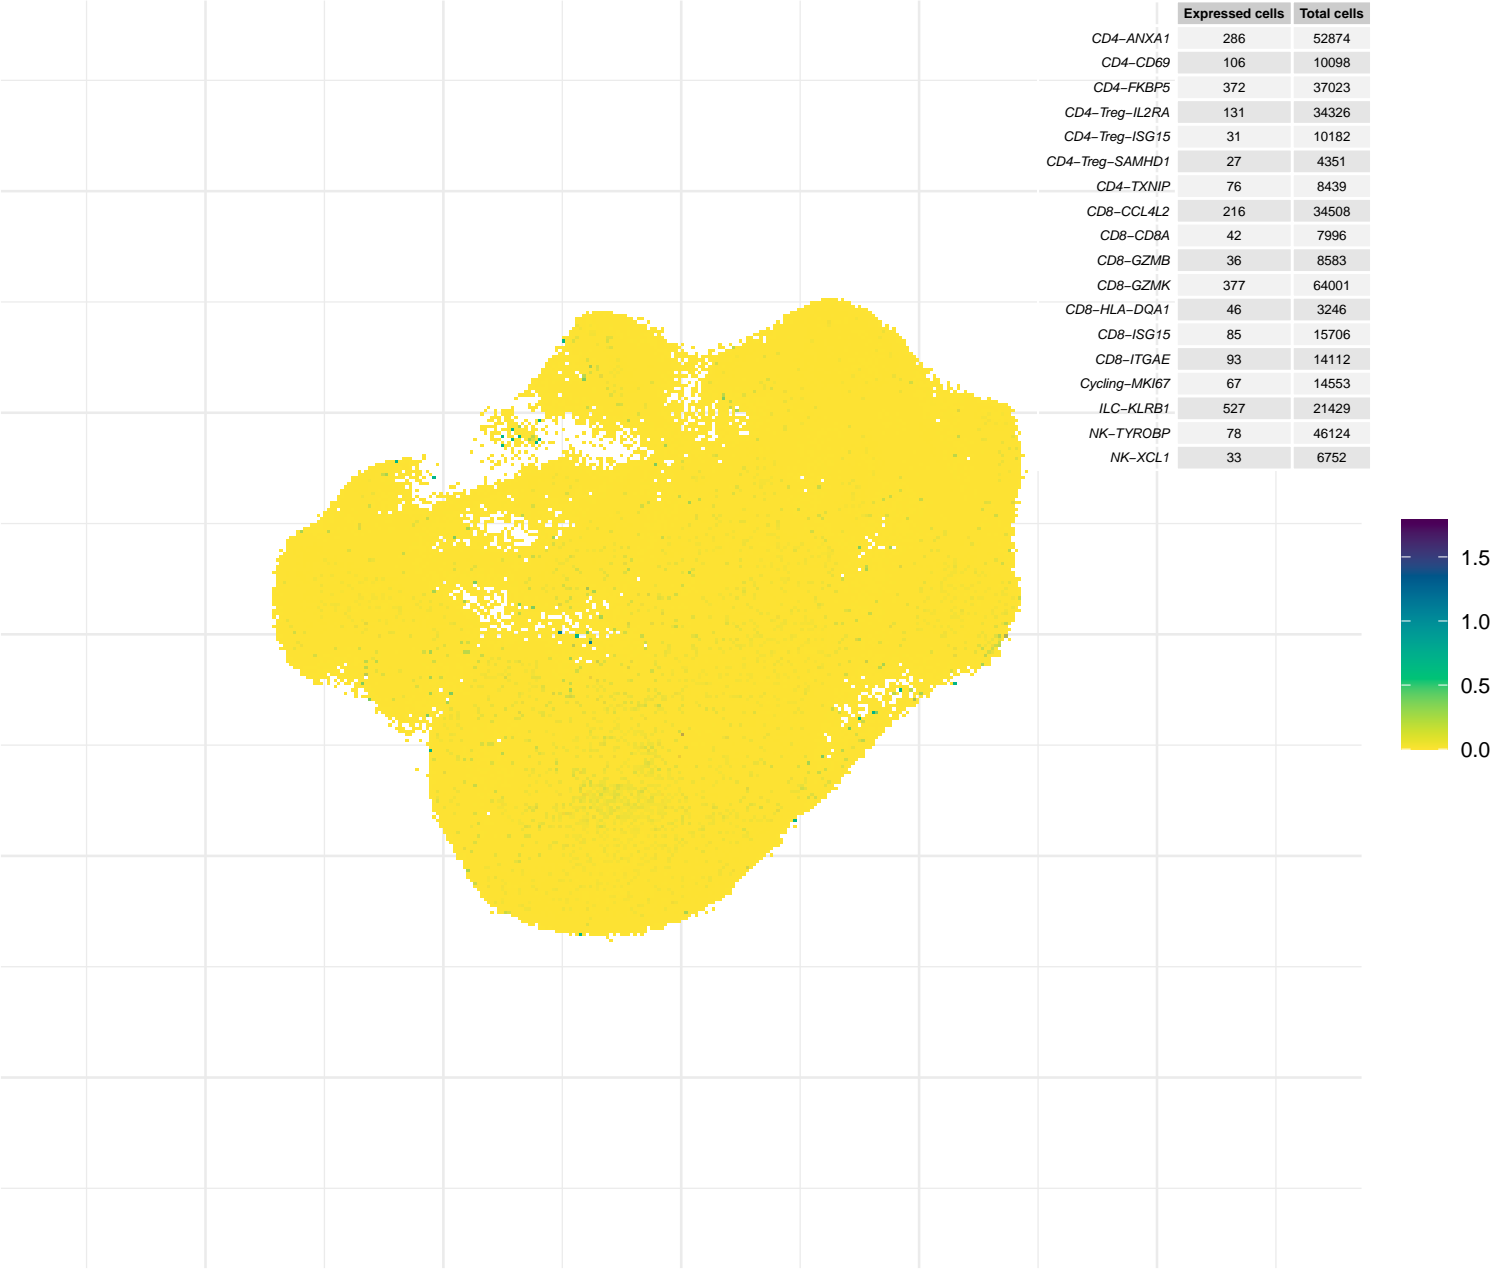 Expressed cells Total cells
CD4−ANXA1 286 52874
CD4−CD69 106 10098
CD4−FKBP5 372 37023
CD4−Treg−IL2RA 131 34326
CD4−Treg−ISG15 31 10182
CD4−Treg−SAMHD1 27 4351
CD4−TXNIP 76 8439
CD8−CCL4L2 216 34508
CD8−CD8A 42 7996
CD8−GZMB 36 8583
CD8−GZMK 377 64001
CD8−HLA−DQA1 46 3246
CD8−ISG15 85 15706
CD8−ITGAE 93 14112
Cycling−MKI67 67 14553
ILC−KLRB1 527 21429
NK−TYROBP 78 46124
NK−XCL1 33 6752
1.5
1.0
0.5
0.0